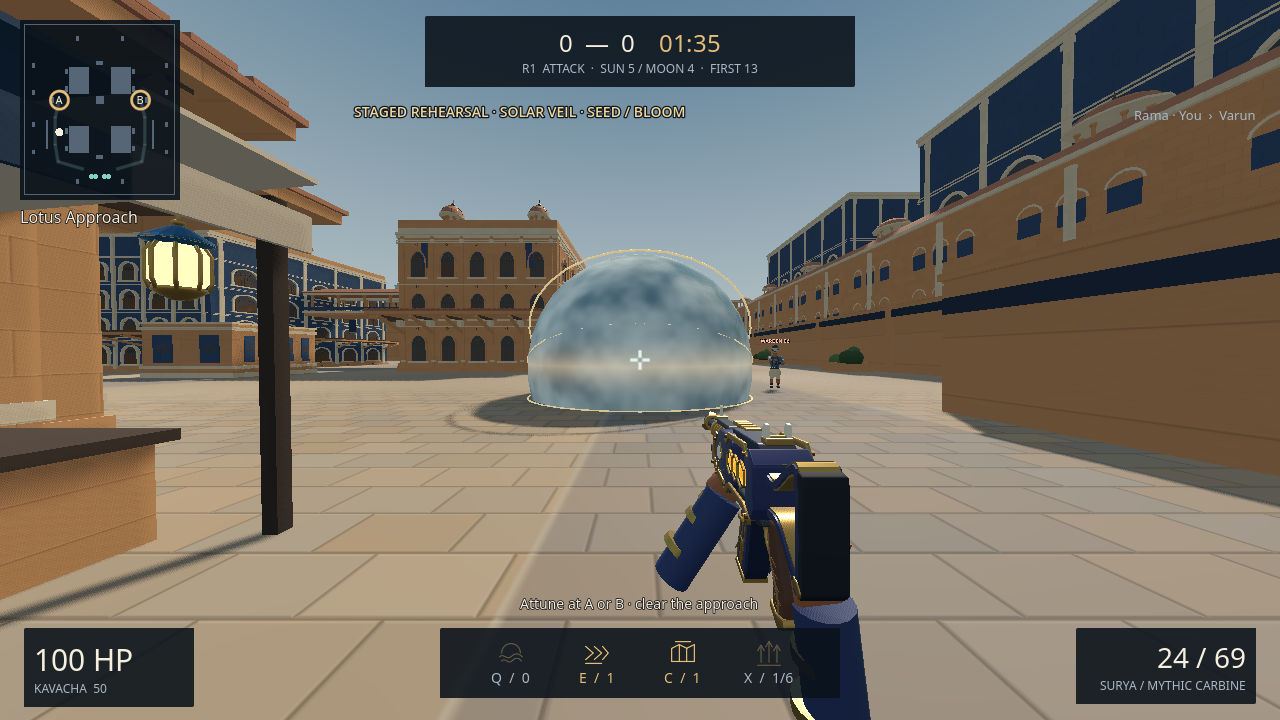 0 — 0 01:35
R1 ATTACK · SUN 5 / MOON 4 · FIRST 13
STAGED REHEARSAL · SOLAR VEIL · SEED / BLOOM
Rama · You › Varun
A
B
Lotus Approach
Attune at A or B · clear the approach
100 HP
KAVACHA 50
Q / 0
E / 1
C / 1
X / 1/6
24 / 69
SURYA / MYTHIC CARBINE